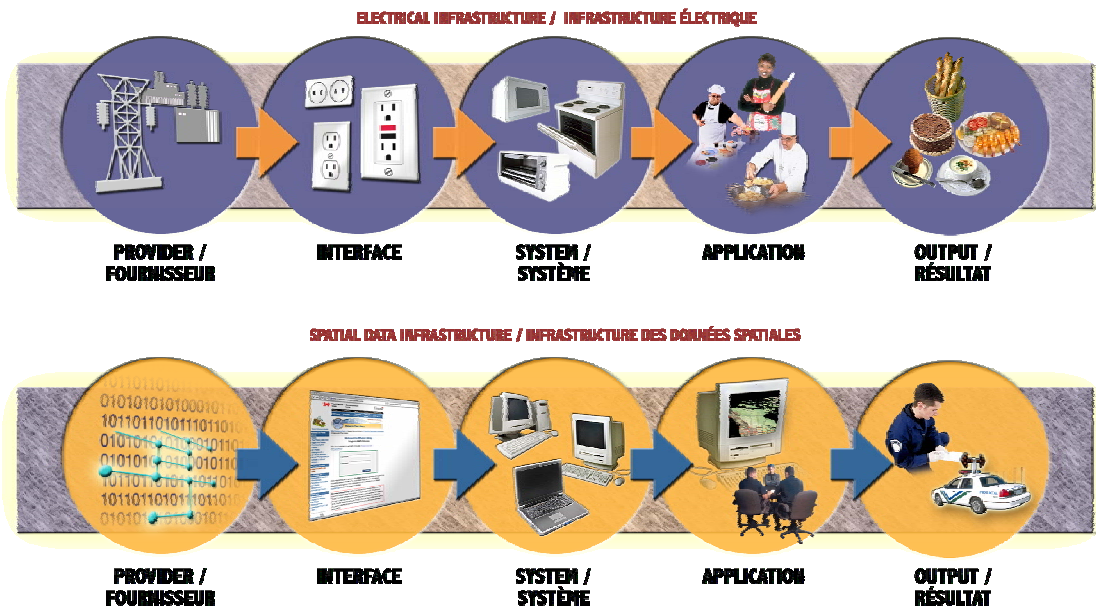 ELECTRICAL INFRASTRUCTURE / INFRASTRUCTURE ÉLECTRIQUE
PROVIDER /
FOURNISSEUR
INTERFACE
SYSTEM /
SYSTÈME
APPLICATION
OUTPUT /
RÉSULTAT
SPATIAL DATA INFRASTRUCTURE / INFRASTRUCTURE DES DONNÉES SPATIALES
PROVIDER /
FOURNISSEUR
INTERFACE
SYSTEM /
SYSTÈME
APPLICATION
OUTPUT /
RÉSULTAT